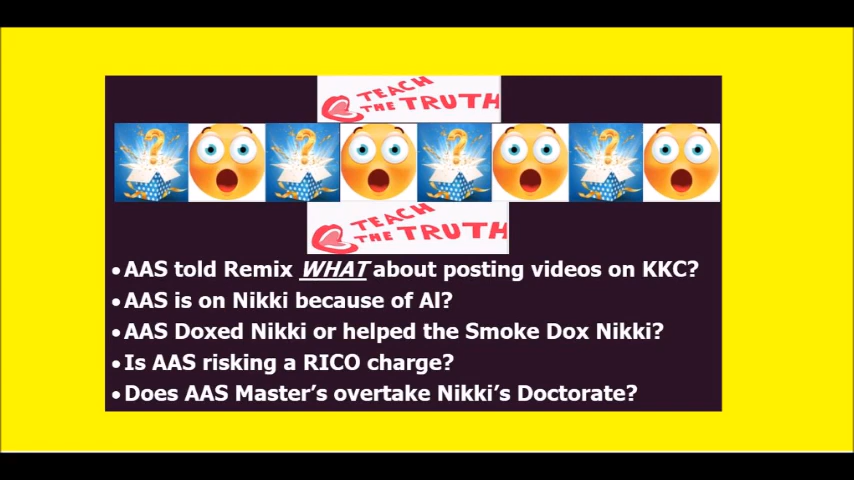 TEACH
THE TRUTH
TEACH
THE TRUTH
• AAS told Remix WHAT about posting videos on KKC?
• AAS is on Nikki because of Al?
• AAS Doxed Nikki or helped the Smoke Dox Nikki?
• Is AAS risking a RICO charge?
• Does AAS Master’s overtake Nikki’s Doctorate?